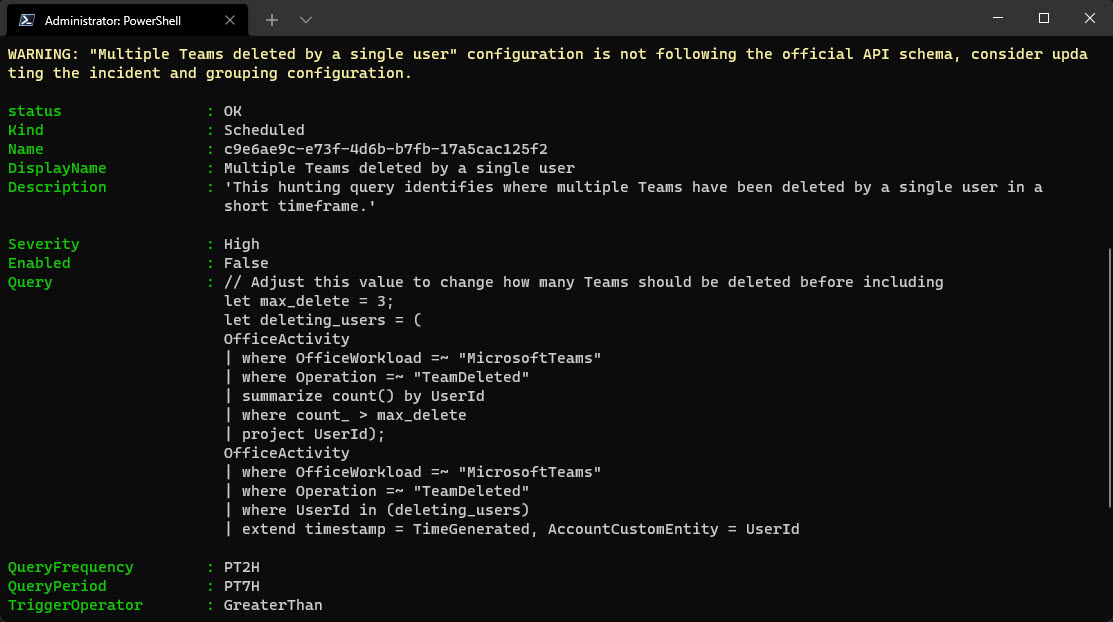 Administrator: PowerShell
WARNING: "Multiple Teams deleted by a single user" configuration is not following the official API schema, consider upda
ting the incident and grouping configuration.
status : OK
Kind : Scheduled
Name : c9e6ae9c-e73f-4d6b-b7fb-17a5cac125f2
DisplayName : Multiple Teams deleted by a single user
Description : 'This hunting query identifies where multiple Teams have been deleted by a single user in a
short timeframe.'
Severity : High
Enabled : False
Query : // Adjust this value to change how many Teams should be deleted before including
let max_delete = 3;
let deleting_users = (
OfficeActivity
| where OfficeWorkload =~ "MicrosoftTeams"
| where Operation =~ "TeamDeleted"
| summarize count() by UserId
| where count_ > max_delete
| project UserId);
OfficeActivity
| where OfficeWorkload =~ "MicrosoftTeams"
| where Operation =~ "TeamDeleted"
| where UserId in (deleting_users)
| extend timestamp = TimeGenerated, AccountCustomEntity = UserId
QueryFrequency : PT2H
QueryPeriod : PT7H
TriggerOperator : GreaterThan